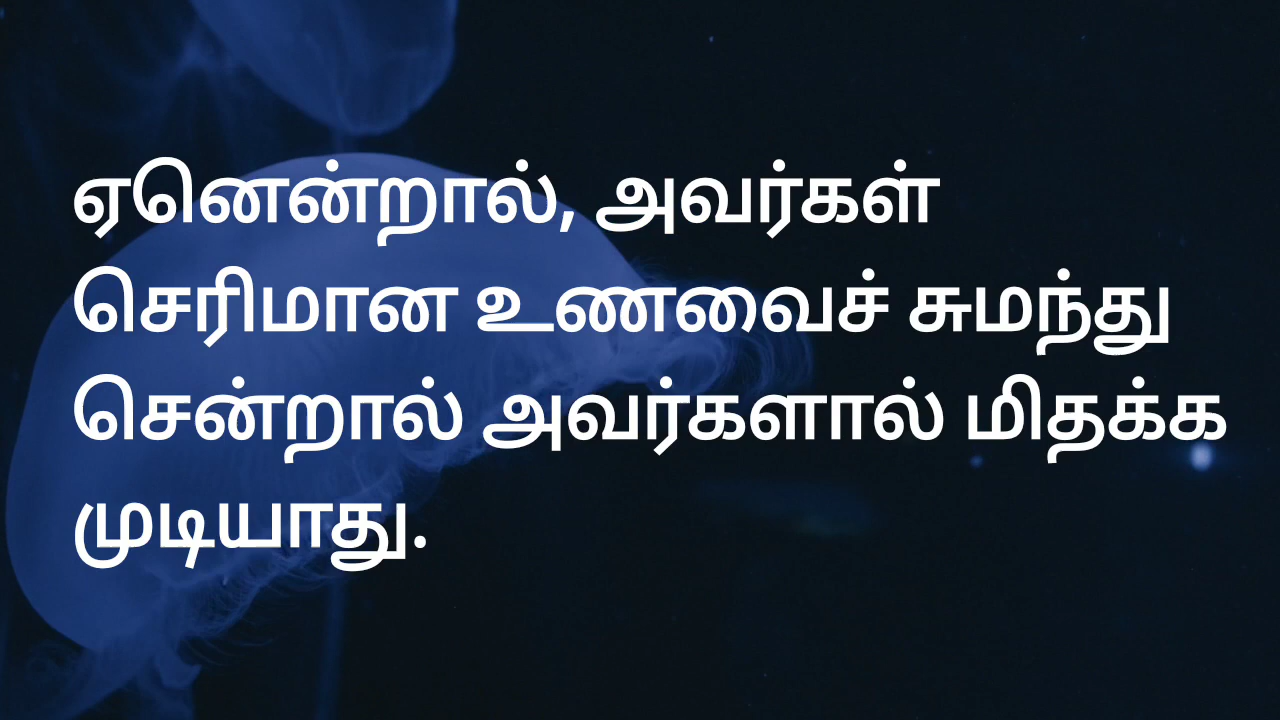 ஏனென்றால், அவர்கள்
செரிமான உணவைச் சுமந்து
சென்றால் அவர்களால் மிதக்க
முடியாது.